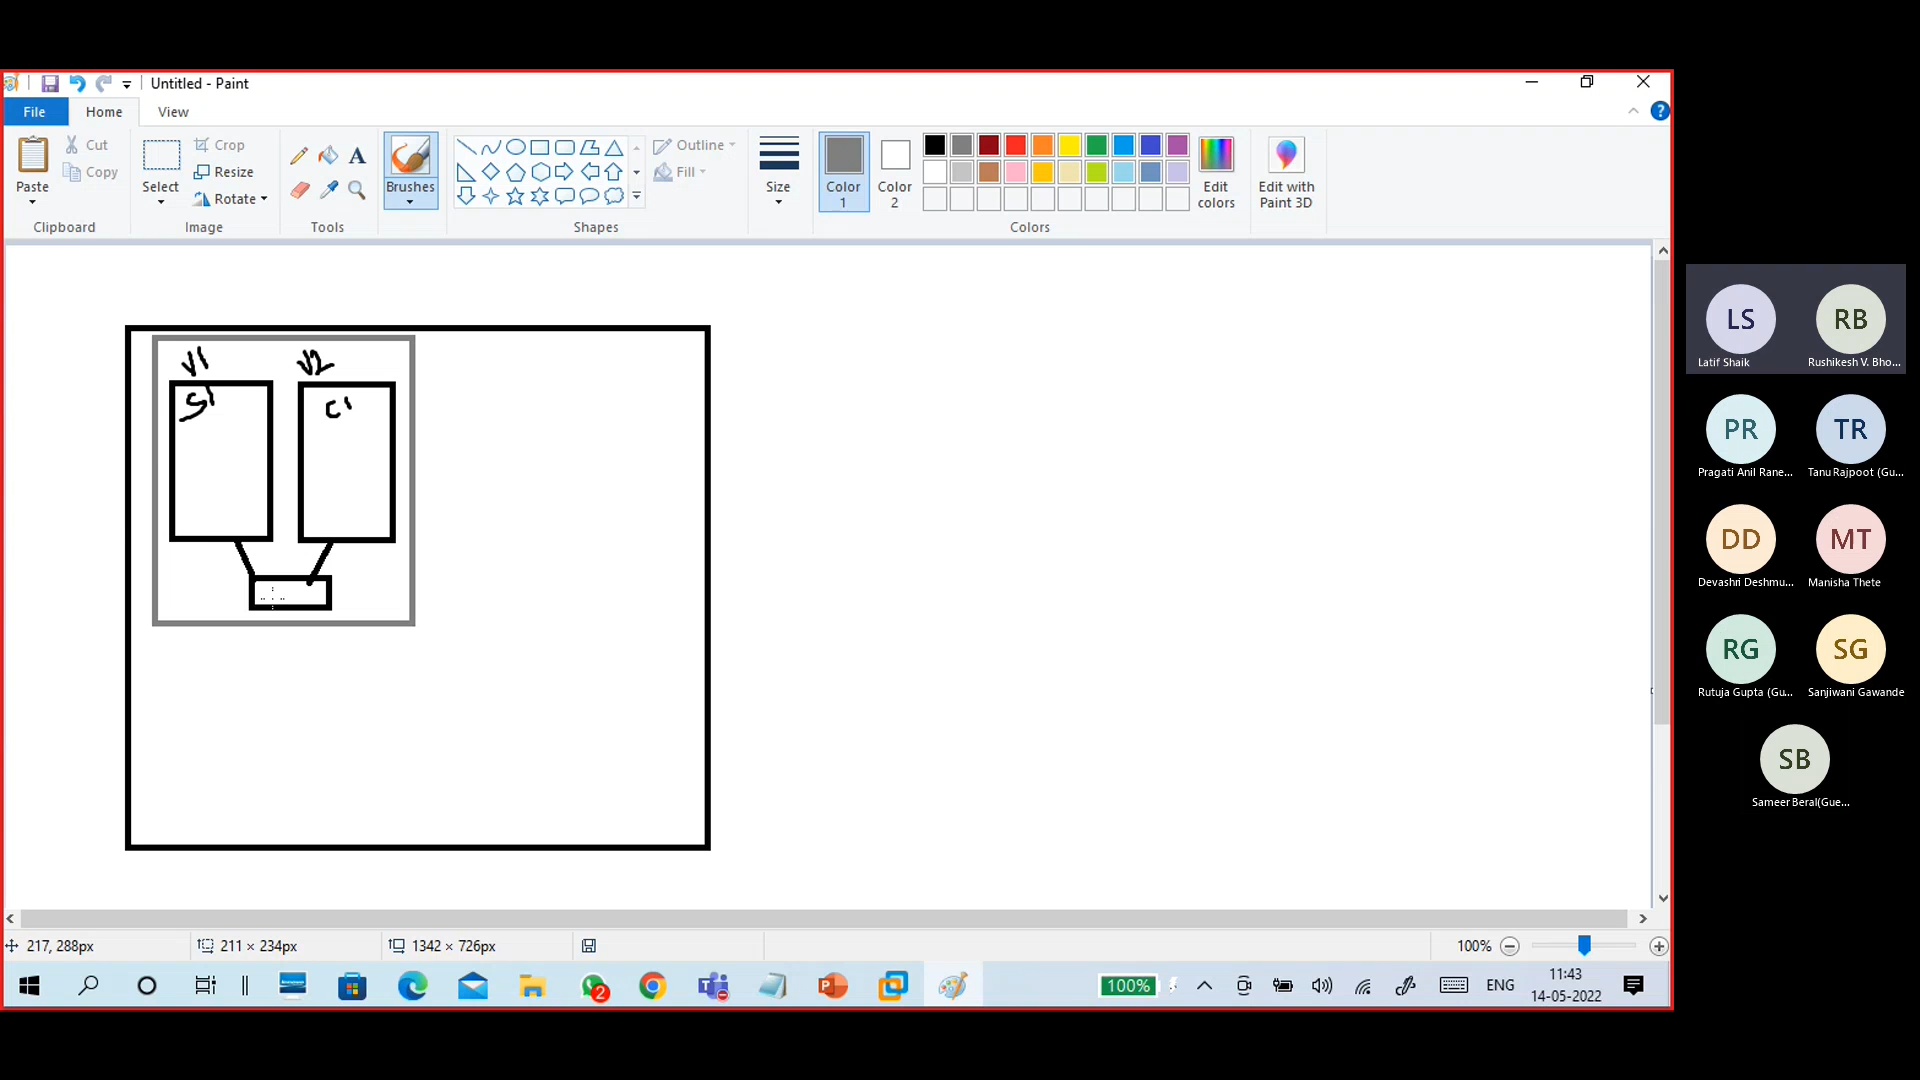 Untitled - Paint
File Home View
Paste
Cut
Copy
Clipboard
Select
Crop
Resize
Rotate
Image
Tools
Brushes
Shapes
Outline
Fill
Size
Color 1
Color 2
Edit colors
Edit with Paint 3D
Colors
V1 V2
S1 C1
217, 288px
211 × 234px
1342 × 726px
100%
2
100%
ENG
11:43
14-05-2022
LS RB
Latif Shaik Rushikesh V. Bho...
PR TR
Pragati Anil Rane... Tanu Rajpoot (Gu...
DD MT
Devashri Deshmu... Manisha Thete
RG SG
Rutuja Gupta (Gu... Sanjiwani Gawande
SB
Sameer Beral(Gue...